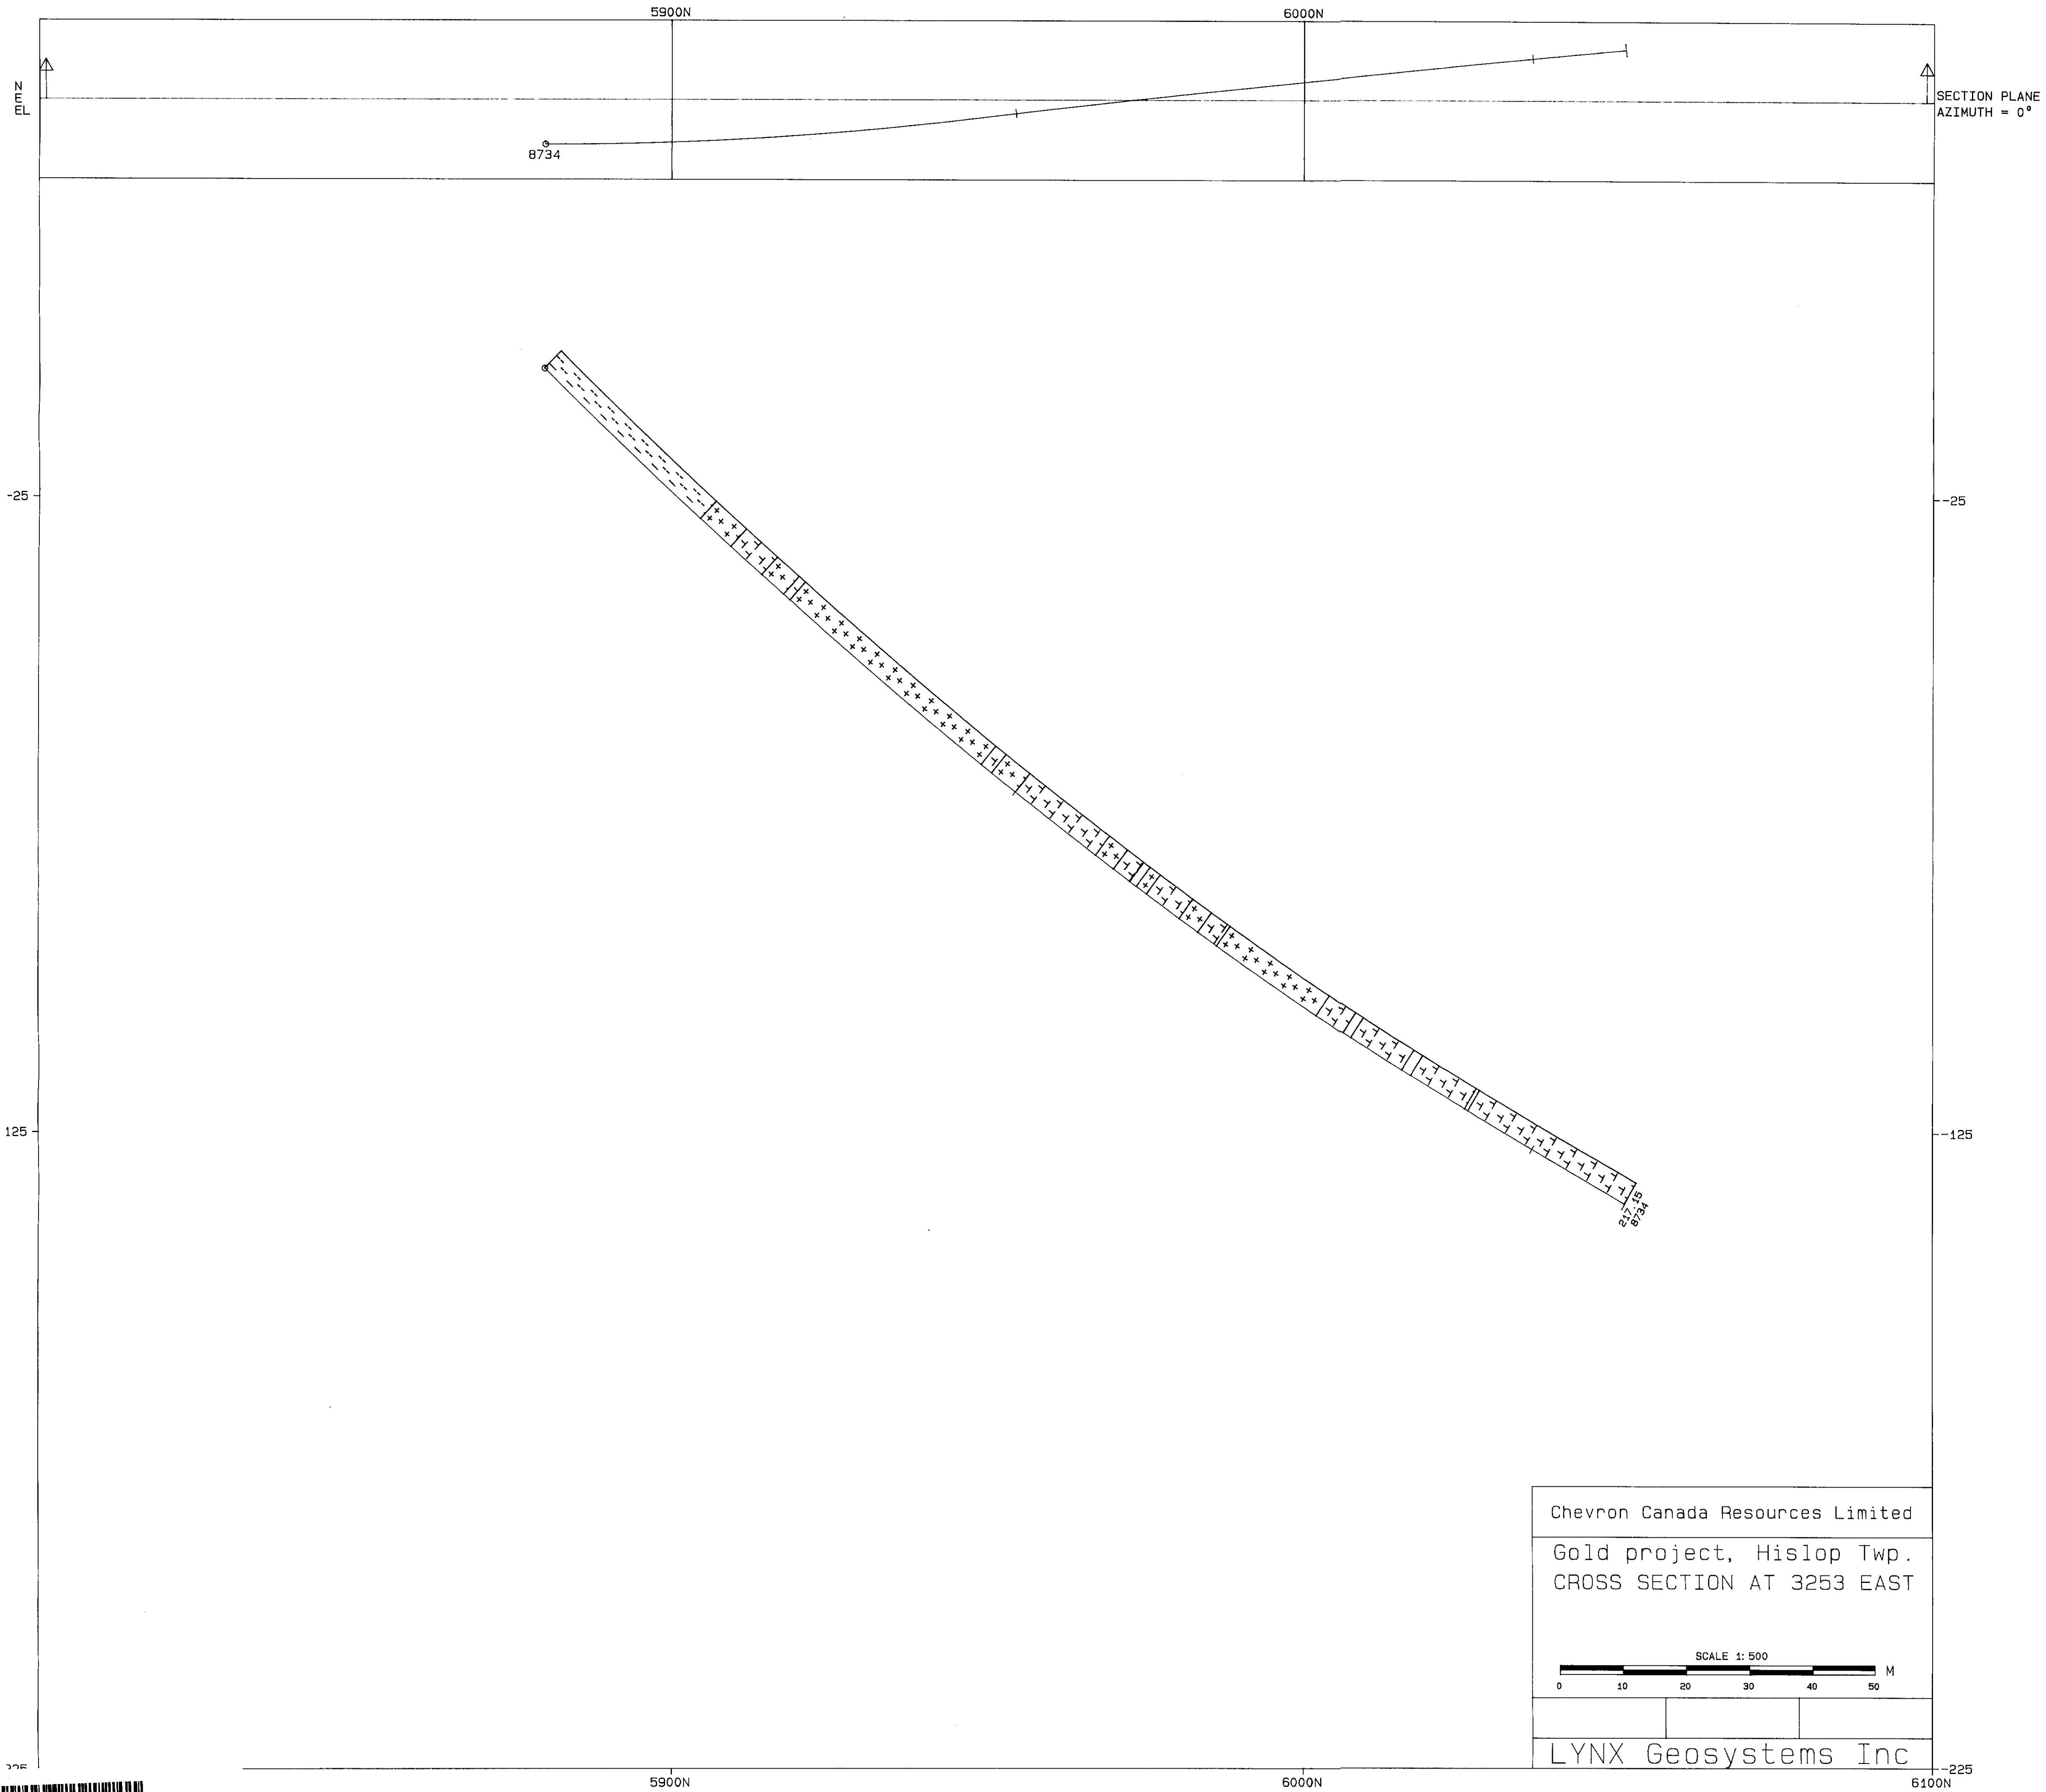 5900N
6000N
N
E
EL
SECTION PLANE
AZIMUTH = 0°
8734
-25
-25
125
-125
217.15
8734
Chevron Canada Resources Limited
Gold project, Hislop Twp.
CROSS SECTION AT 3253 EAST
SCALE 1:500
M
0 10 20 30 40 50
LYNX Geosystems Inc
-225
5900N
6000N
6100N